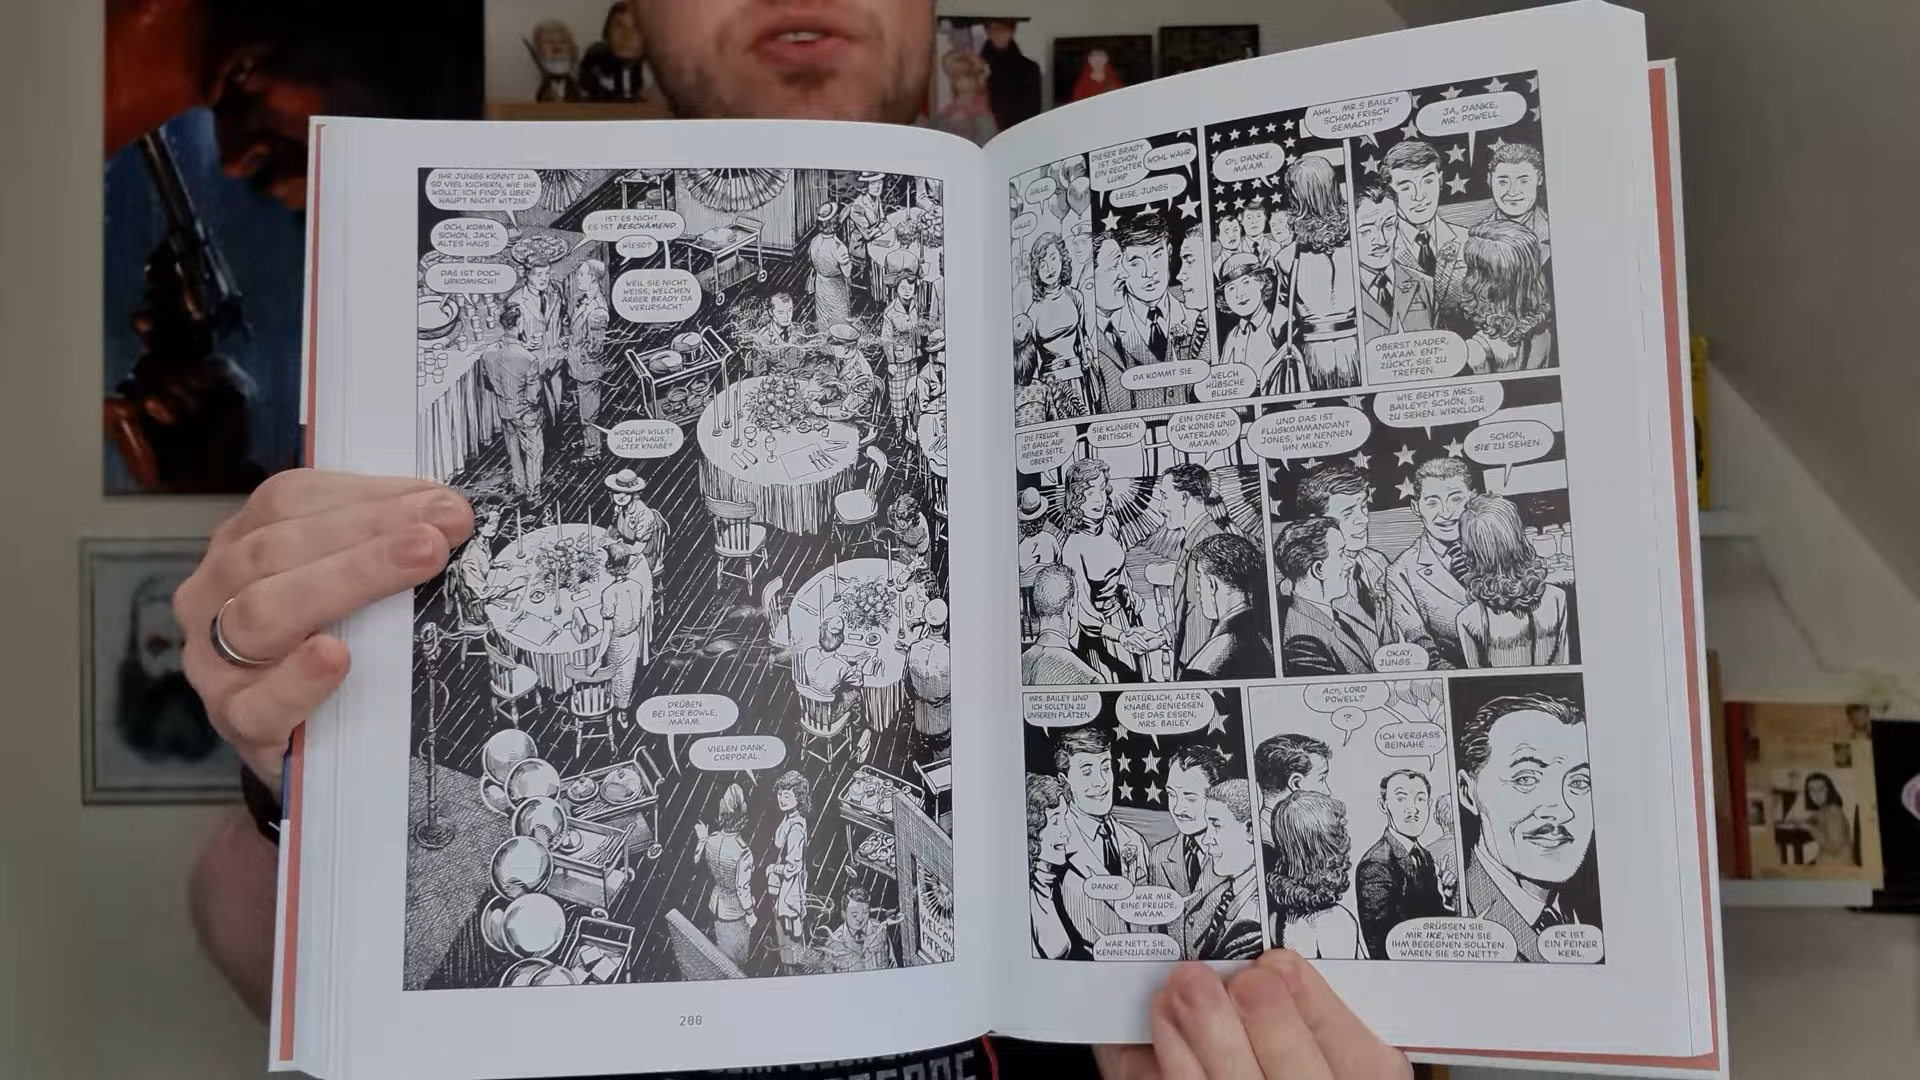 IHR JUNGS KÖNNT DA
SO VIEL KICHERN, WIE IHR
WOLLT. ICH FIND'S ÜBER-
HAUPT NICHT WITZIG.
OCH, KOMM
SCHON, JACK,
ALTES HAUS ...
DAS IST DOCH
URKOMISCH!
IST ES NICHT.
ES IST BESCHÄMEND.
WIESO?
WEIL SIE NICHT
WEISS, WELCHEN
ÄRGER BRADY DA
VERURSACHT.
WORAUF WILLST
DU HINAUS,
ALTER KNABE?
DRÜBEN
BEI DER BOWLE,
MA'AM.
VIELEN DANK,
CORPORAL.
WELCOME
200
HALLO.
HALLO.
DIESER BRADY
IST SCHON
EIN RECHTER
LUMP
WOHL WAHR
LEISE, JUNGS ...
DA KOMMT SIE.
OH, DANKE,
MA'AM.
WELCH
HÜBSCHE
BLUSE.
AHH... MR.S BAILEY
SCHON FRISCH
GEMACHT?
JA, DANKE,
MR. POWELL.
OBERST NADER,
MA'AM. ENT-
ZÜCKT, SIE ZU
TREFFEN.
DIE FREUDE
IST GANZ AUF
MEINER SEITE,
OBERST.
SIE KLINGEN
BRITISCH.
EIN DIENER
FÜR KÖNIG UND
VATERLAND,
MA'AM.
UND DAS IST
FLUGKOMMANDANT
JONES, WIR NENNEN
IHN MIKEY.
WIE GEHT'S MRS.
BAILEY? SCHÖN, SIE
ZU SEHEN. WIRKLICH.
SCHÖN,
SIE ZU SEHEN.
OKAY,
JUNGS ...
MRS. BAILEY UND
ICH SOLLTEN ZU
UNSEREN PLÄTZEN.
NATÜRLICH, ALTER
KNABE. GENIESSEN
SIE DAS ESSEN,
MRS. BAILEY.
DANKE.
WAR MIR
EINE FREUDE,
MA'AM.
WAR NETT, SIE
KENNENZULERNEN.
ACH, LORD
POWELL?
?
ICH VERGASS
BEINAHE ...
... GRÜSSEN SIE
MIR IKE, WENN SIE
IHM BEGEGNEN SOLLTEN.
WÄREN SIE SO NETT?
ER IST
EIN FEINER
KERL.